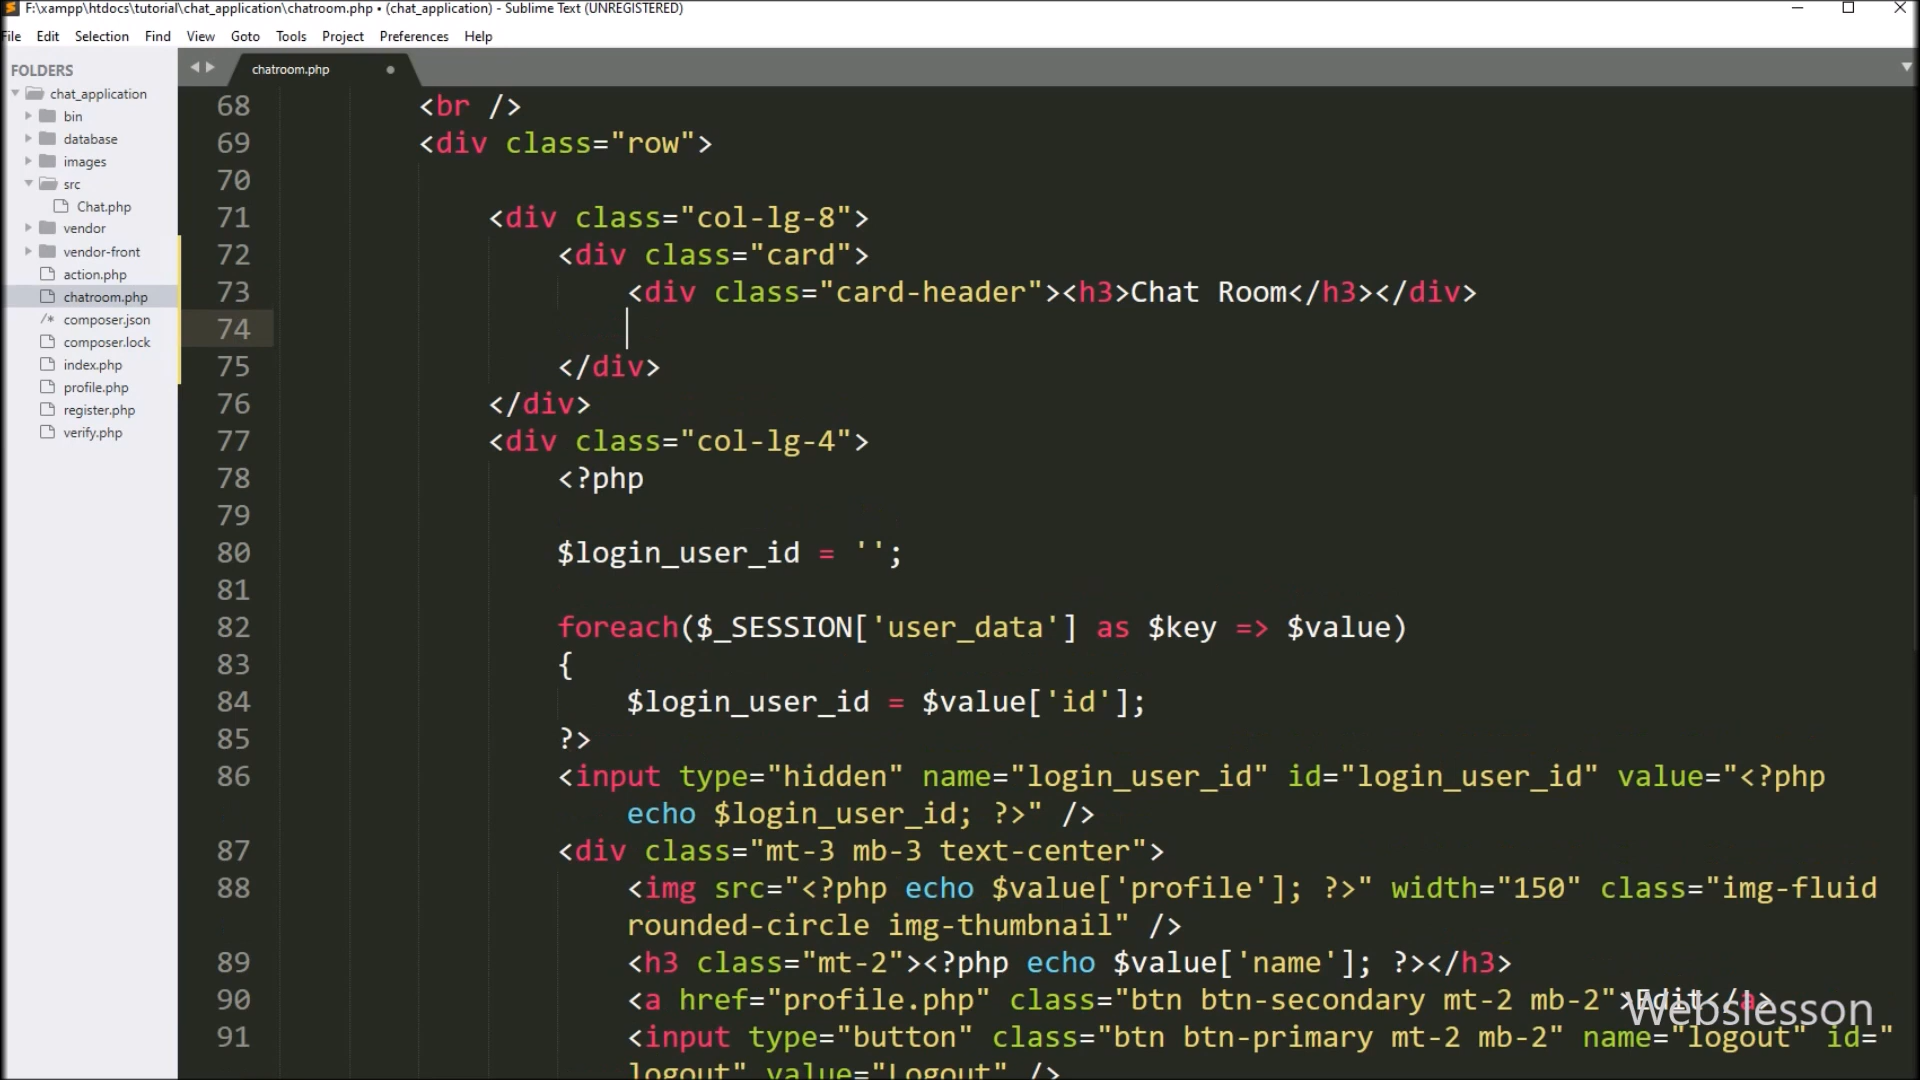 F:\xampp\htdocs\tutorial\chat_application\chatroom.php • (chat_application) - Sublime Text (UNREGISTERED)
File Edit Selection Find View Goto Tools Project Preferences Help
FOLDERS
chat_application
bin
database
images
src
Chat.php
vendor
vendor-front
action.php
chatroom.php
/* composer.json
composer.lock
index.php
profile.php
register.php
verify.php
chatroom.php
68 <br />
69 <div class="row">
70
71 <div class="col-lg-8">
72 <div class="card">
73 <div class="card-header"><h3>Chat Room</h3></div>
74
75 </div>
76 </div>
77 <div class="col-lg-4">
78 <?php
79
80 $login_user_id = '';
81
82 foreach($_SESSION['user_data'] as $key => $value)
83 {
84 $login_user_id = $value['id'];
85 ?>
86 <input type="hidden" name="login_user_id" id="login_user_id" value="<?php
echo $login_user_id; ?>" />
87 <div class="mt-3 mb-3 text-center">
88 <img src="<?php echo $value['profile']; ?>" width="150" class="img-fluid
rounded-circle img-thumbnail" />
89 <h3 class="mt-2"><?php echo $value['name']; ?></h3>
90 <a href="profile.php" class="btn btn-secondary mt-2 mb-2">Edit</a>
91 <input type="button" class="btn btn-primary mt-2 mb-2" name="logout" id="
logout" value="Logout" />
Webslesson